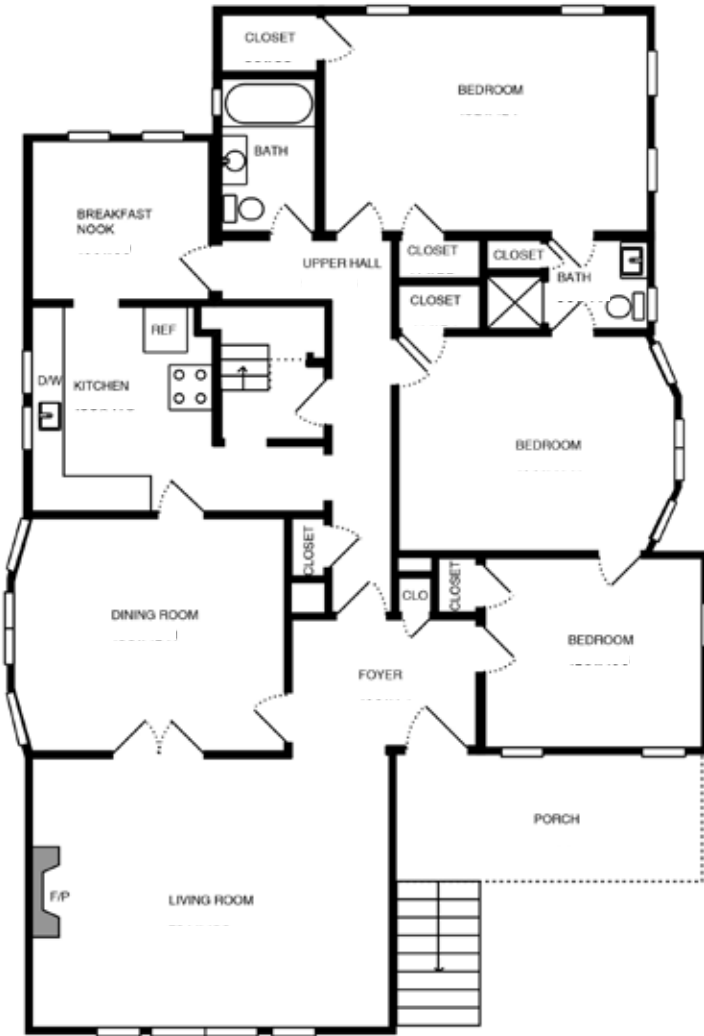 CLOSET
BEDROOM
BATH
BREAKFAST
NOOK
UPPER HALL
CLOSET
CLOSET
BATH
CLOSET
REF
D/W
KITCHEN
BEDROOM
CLOSET
CLOSET
CLO
DINING ROOM
BEDROOM
FOYER
PORCH
F/P
LIVING ROOM